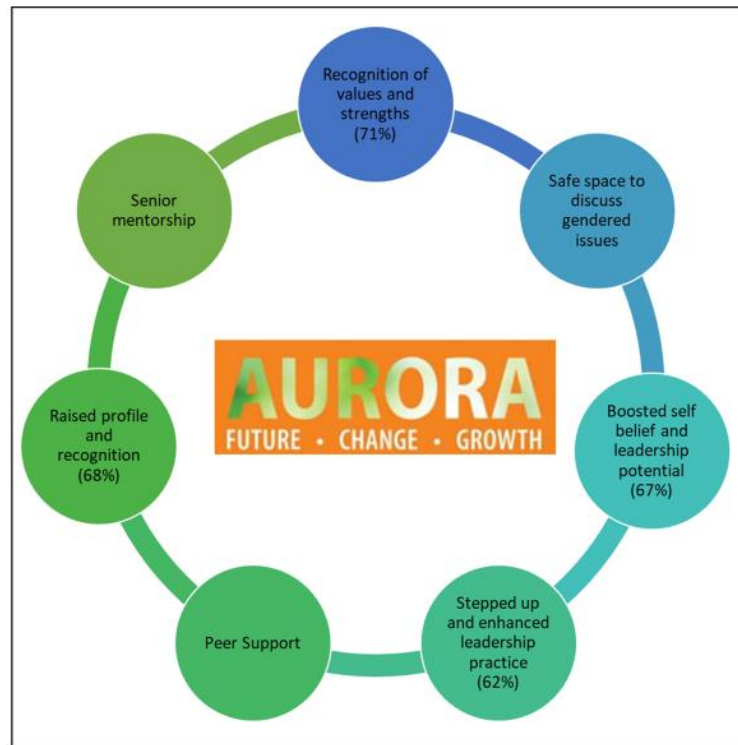 Recognition of
values and
strengths
(71%)
Safe space to
discuss
gendered
issues
Boosted self
belief and
leadership
potential
(67%)
Stepped up
and enhanced
leadership
practice
(62%)
Peer Support
Raised profile
and
recognition
(68%)
Senior
mentorship
AURORA
FUTURE • CHANGE • GROWTH